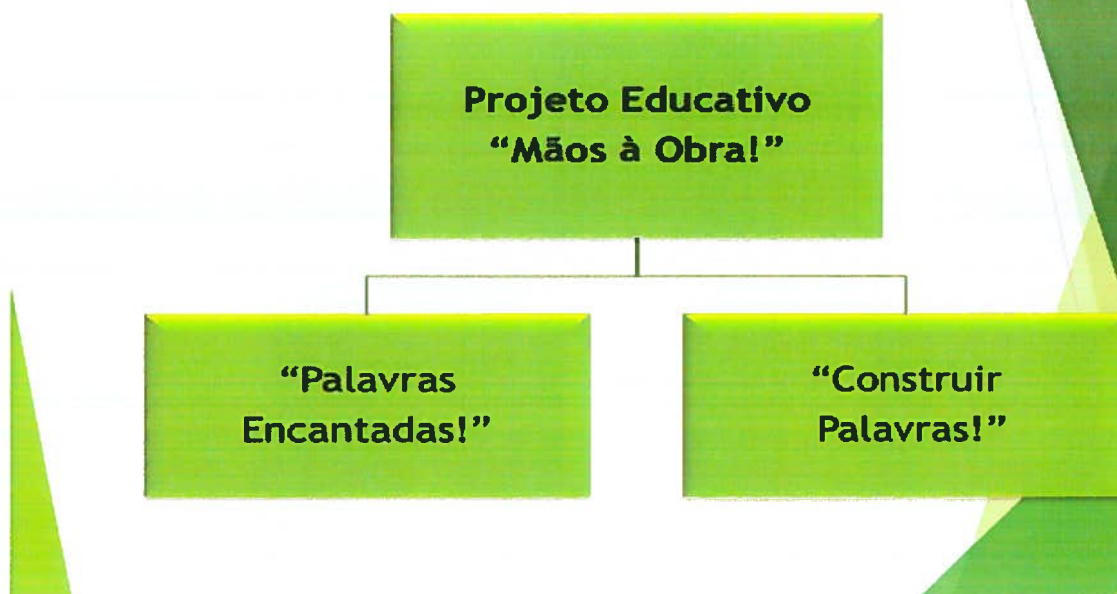 Projeto Educativo
“Mãos à Obra!”
“Palavras
Encantadas!”
“Construir
Palavras!”